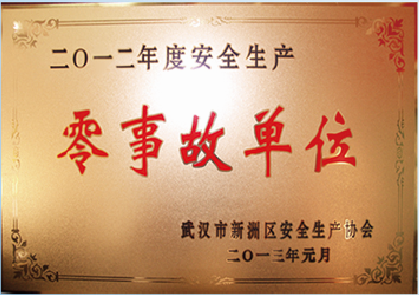 二〇一二年度安全生产
零事故单位
武汉市新洲区安全生产协会
二〇一三年元月